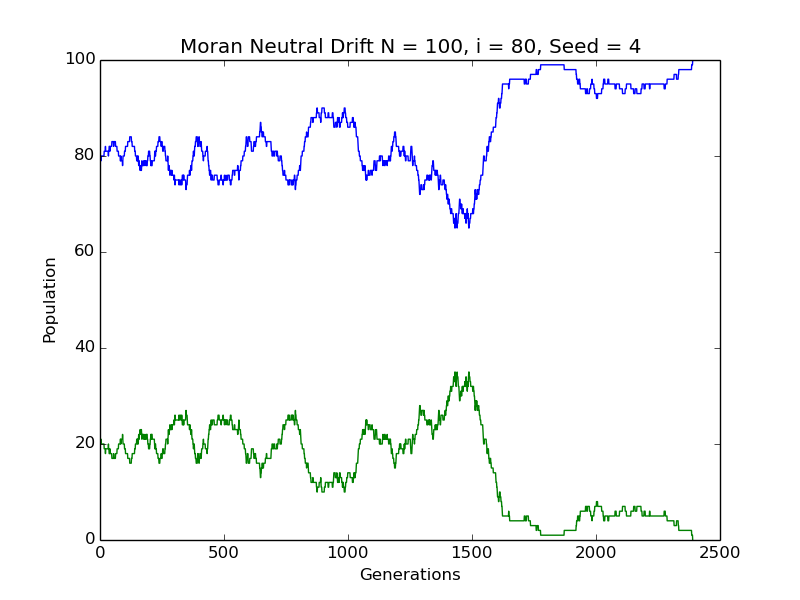 Moran Neutral Drift N = 100, i = 80, Seed = 4
100
80
60
40
20
0
Population
0 500 1000 1500 2000 2500
Generations